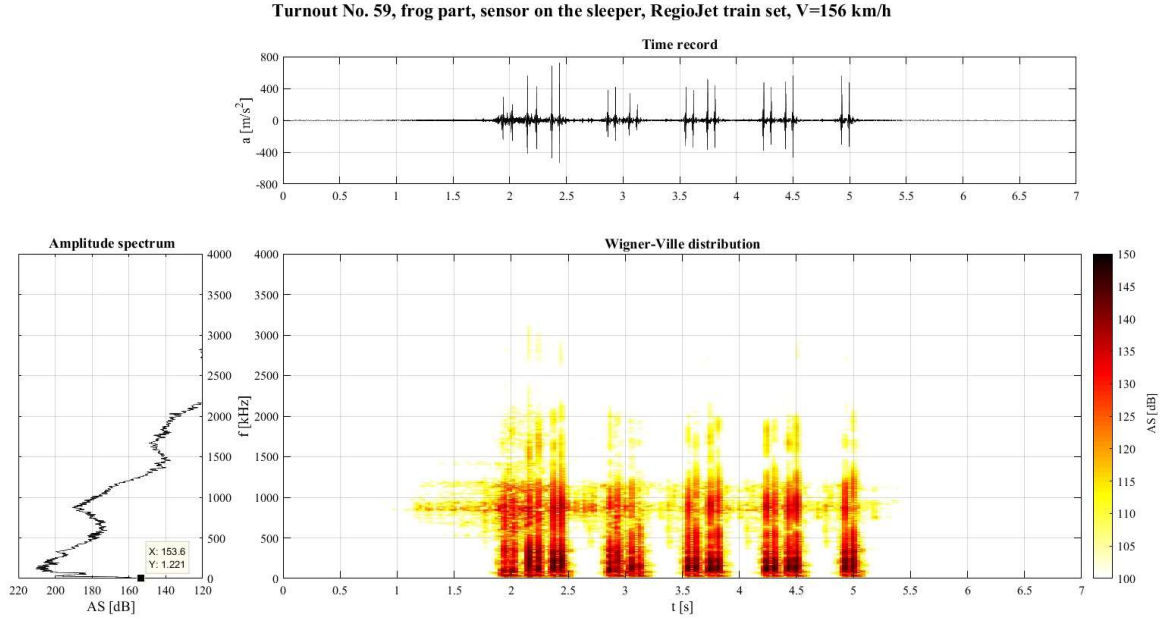 Turnout No. 59, frog part, sensor on the sleeper, RegioJet train set, V=156 km/h
Time record
800
400
0
-400
-800
a [m/s2]
0 0.5 1 1.5 2 2.5 3 3.5 4 4.5 5 5.5 6 6.5 7
Amplitude spectrum
4000
3500
3000
2500
2000
1500
1000
500
0
X: 153.6
Y: 1.221
220 200 180 160 140 120
AS [dB]
f [kHz]
Wigner-Ville distribution
4000
3500
3000
2500
2000
1500
1000
500
0
0 0.5 1 1.5 2 2.5 3 3.5 4 4.5 5 5.5 6 6.5 7
t [s]
150
145
140
135
130
125
120
115
110
105
100
AS [dB]